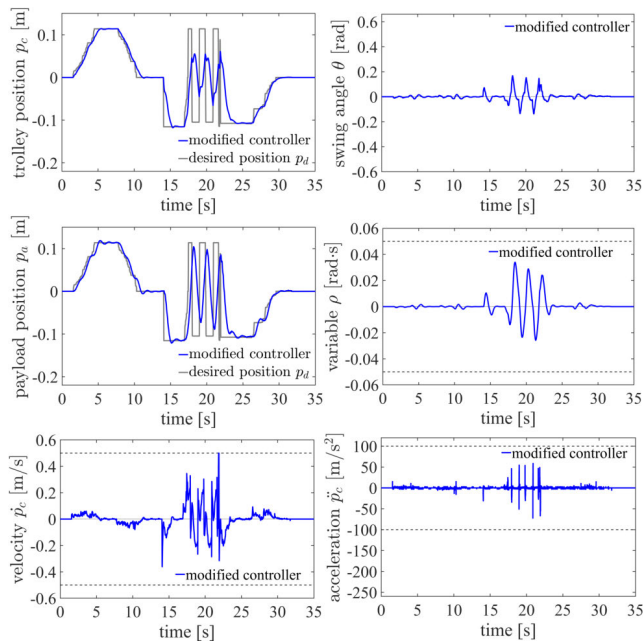 trolley position p_c [m]
0.1
0
-0.1
-0.2
modified controller
desired position p_d
0 5 10 15 20 25 30 35
time [s]
swing angle θ [rad]
0.6
0.4
0.2
0
-0.2
-0.4
-0.6
modified controller
0 5 10 15 20 25 30 35
time [s]
payload position p_a [m]
0.1
0
-0.1
-0.2
modified controller
desired position p_d
0 5 10 15 20 25 30 35
time [s]
variable ρ [rad·s]
0.06
0.04
0.02
0
-0.02
-0.04
-0.06
modified controller
0 5 10 15 20 25 30 35
time [s]
velocity ṗ_c [m/s]
0.6
0.4
0.2
0
-0.2
-0.4
-0.6
modified controller
0 5 10 15 20 25 30 35
time [s]
acceleration p̈_c [m/s²]
100
50
0
-50
-100
modified controller
0 5 10 15 20 25 30 35
time [s]